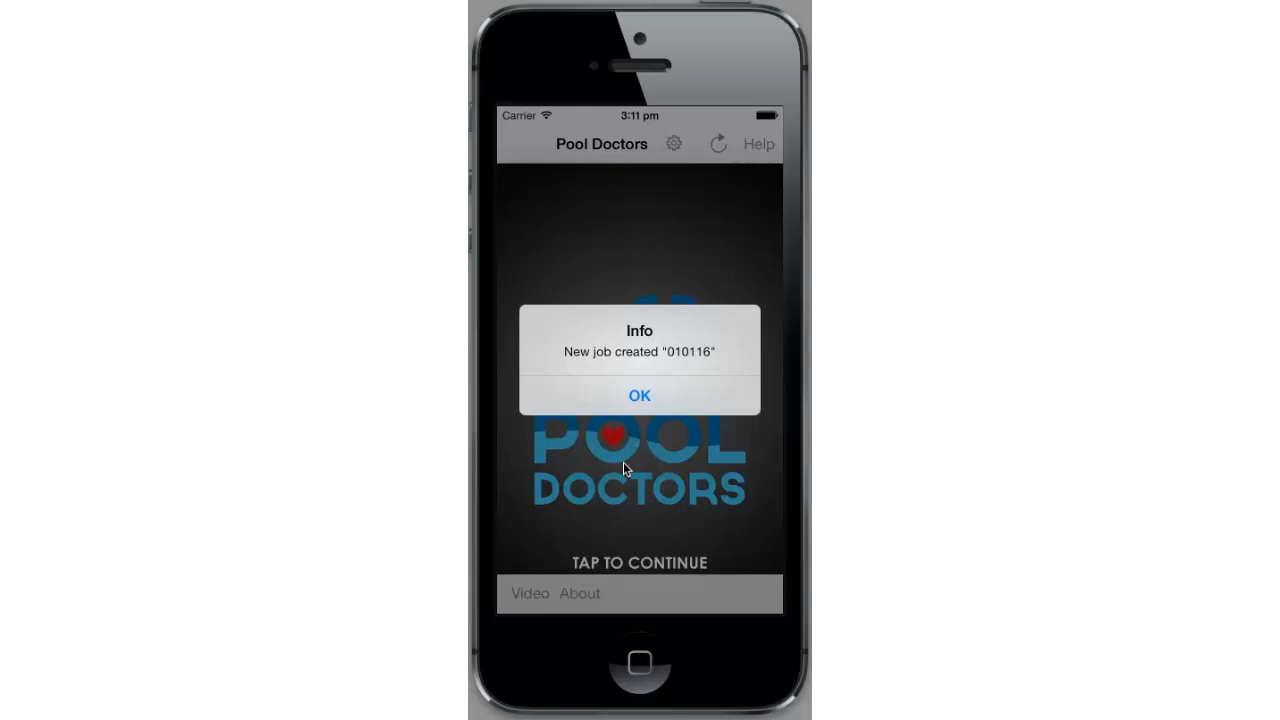 Carrier 3:11 pm
Pool Doctors Help
Info
New job created "010116"
OK
POOL
DOCTORS
TAP TO CONTINUE
Video About